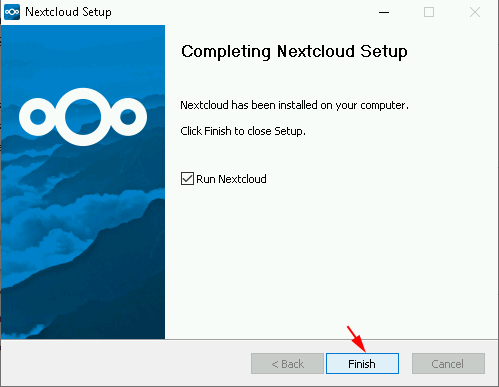 Nextcloud Setup
Completing Nextcloud Setup
Nextcloud has been installed on your computer.
Click Finish to close Setup.
Run Nextcloud
< Back
Finish
Cancel